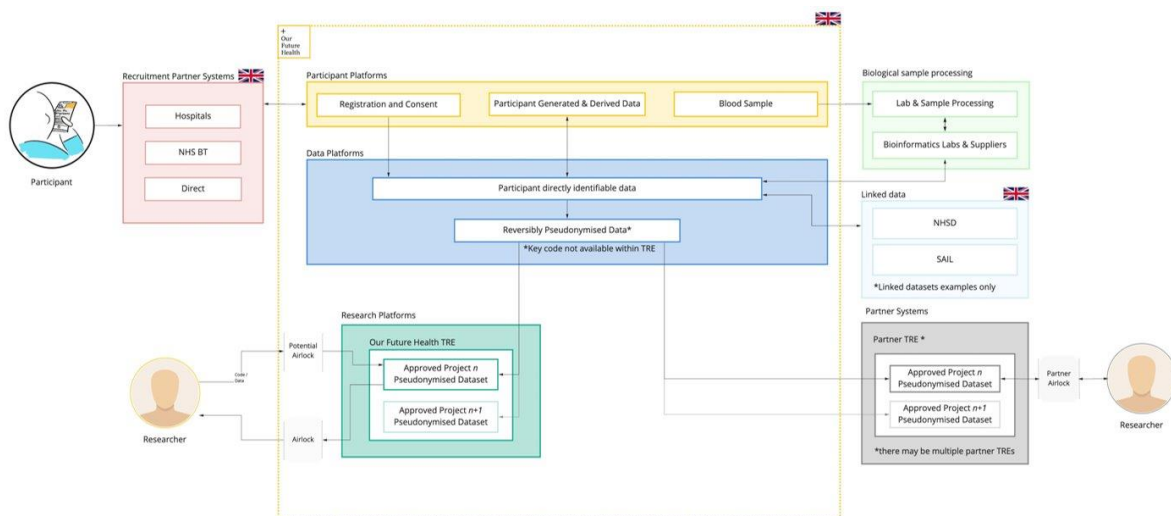 +
Our
Future
Health
Recruitment Partner Systems
Hospitals
NHS BT
Direct
Participant
Participant Platforms
Registration and Consent
Participant Generated & Derived Data
Blood Sample
Biological sample processing
Lab & Sample Processing
Bioinformatics Labs & Suppliers
Data Platforms
Participant directly identifiable data
Reversibly Pseudonymised Data*
*Key code not available within TRE
Linked data
NHSD
SAIL
*Linked datasets examples only
Research Platforms
Our Future Health TRE
Approved Project n
Pseudonymised Dataset
Approved Project n+1
Pseudonymised Dataset
Potential
Airlock
Code /
Data
Airlock
Researcher
Partner Systems
Partner TRE *
Approved Project n
Pseudonymised Dataset
Approved Project n+1
Pseudonymised Dataset
*there may be multiple partner TREs
Partner
Airlock
Researcher